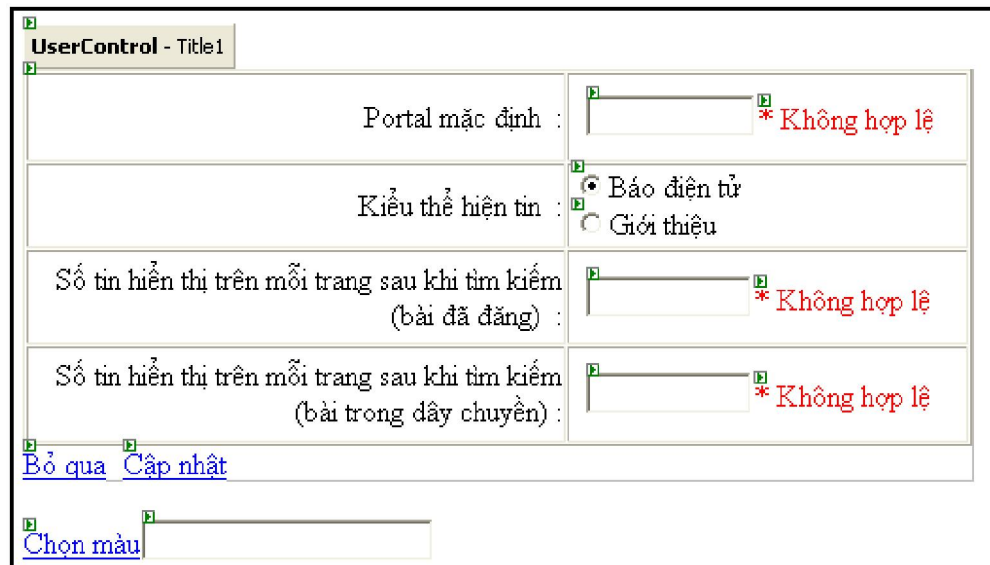 UserControl - Title1
Portal mặc định :
* Không hợp lệ
Kiểu thể hiện tin :
Báo điện tử
Giới thiệu
Số tin hiển thị trên mỗi trang sau khi tìm kiếm
(bài đã đăng) :
* Không hợp lệ
Số tin hiển thị trên mỗi trang sau khi tìm kiếm
(bài trong dây chuyền) :
* Không hợp lệ
Bỏ qua Cập nhật
Chọn màu